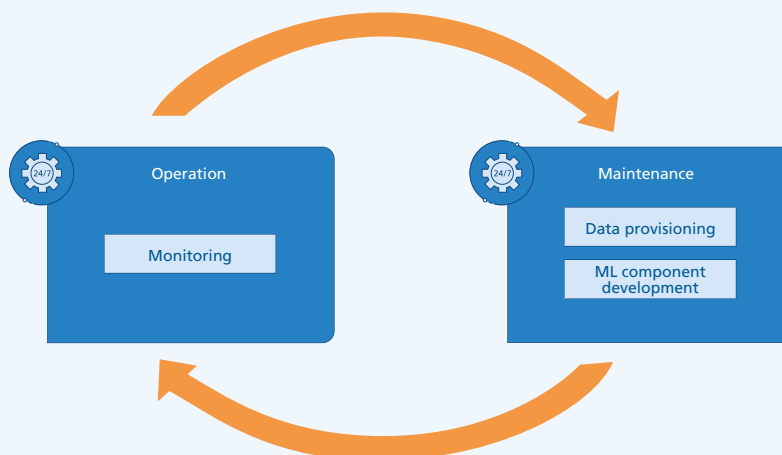 24/7
Operation
Monitoring
24/7
Maintenance
Data provisioning
ML component
development